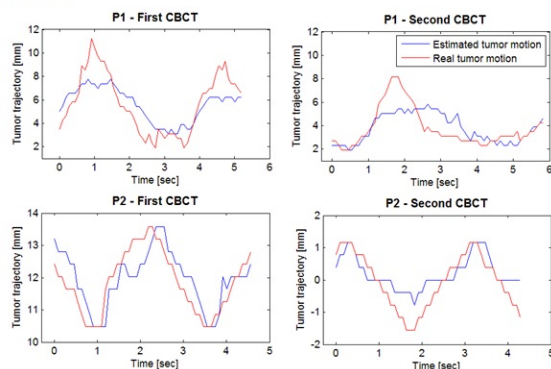 P1 - First CBCT
Tumor trajectory [mm]
12
10
8
6
4
2
0 1 2 3 4 5 6
Time [sec]
P1 - Second CBCT
Estimated tumor motion
Real tumor motion
Tumor trajectory [mm]
12
10
8
6
4
2
0 1 2 3 4 5 6
Time [sec]
P2 - First CBCT
Tumor trajectory [mm]
14
13
12
11
10
0 1 2 3 4 5
Time [sec]
P2 - Second CBCT
Tumor trajectory [mm]
2
1
0
-1
-2
0 1 2 3 4 5
Time [sec]